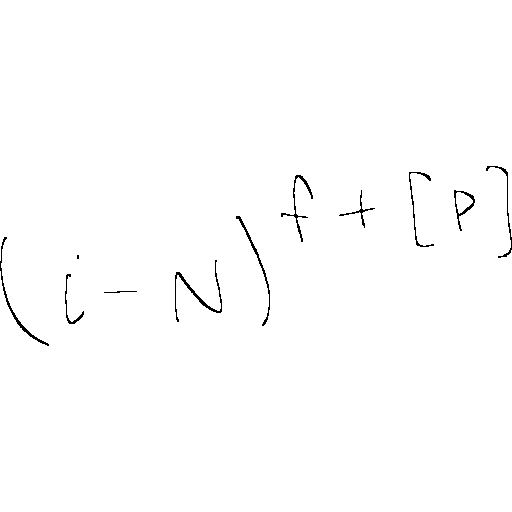 (i - N)^{f + [p]}